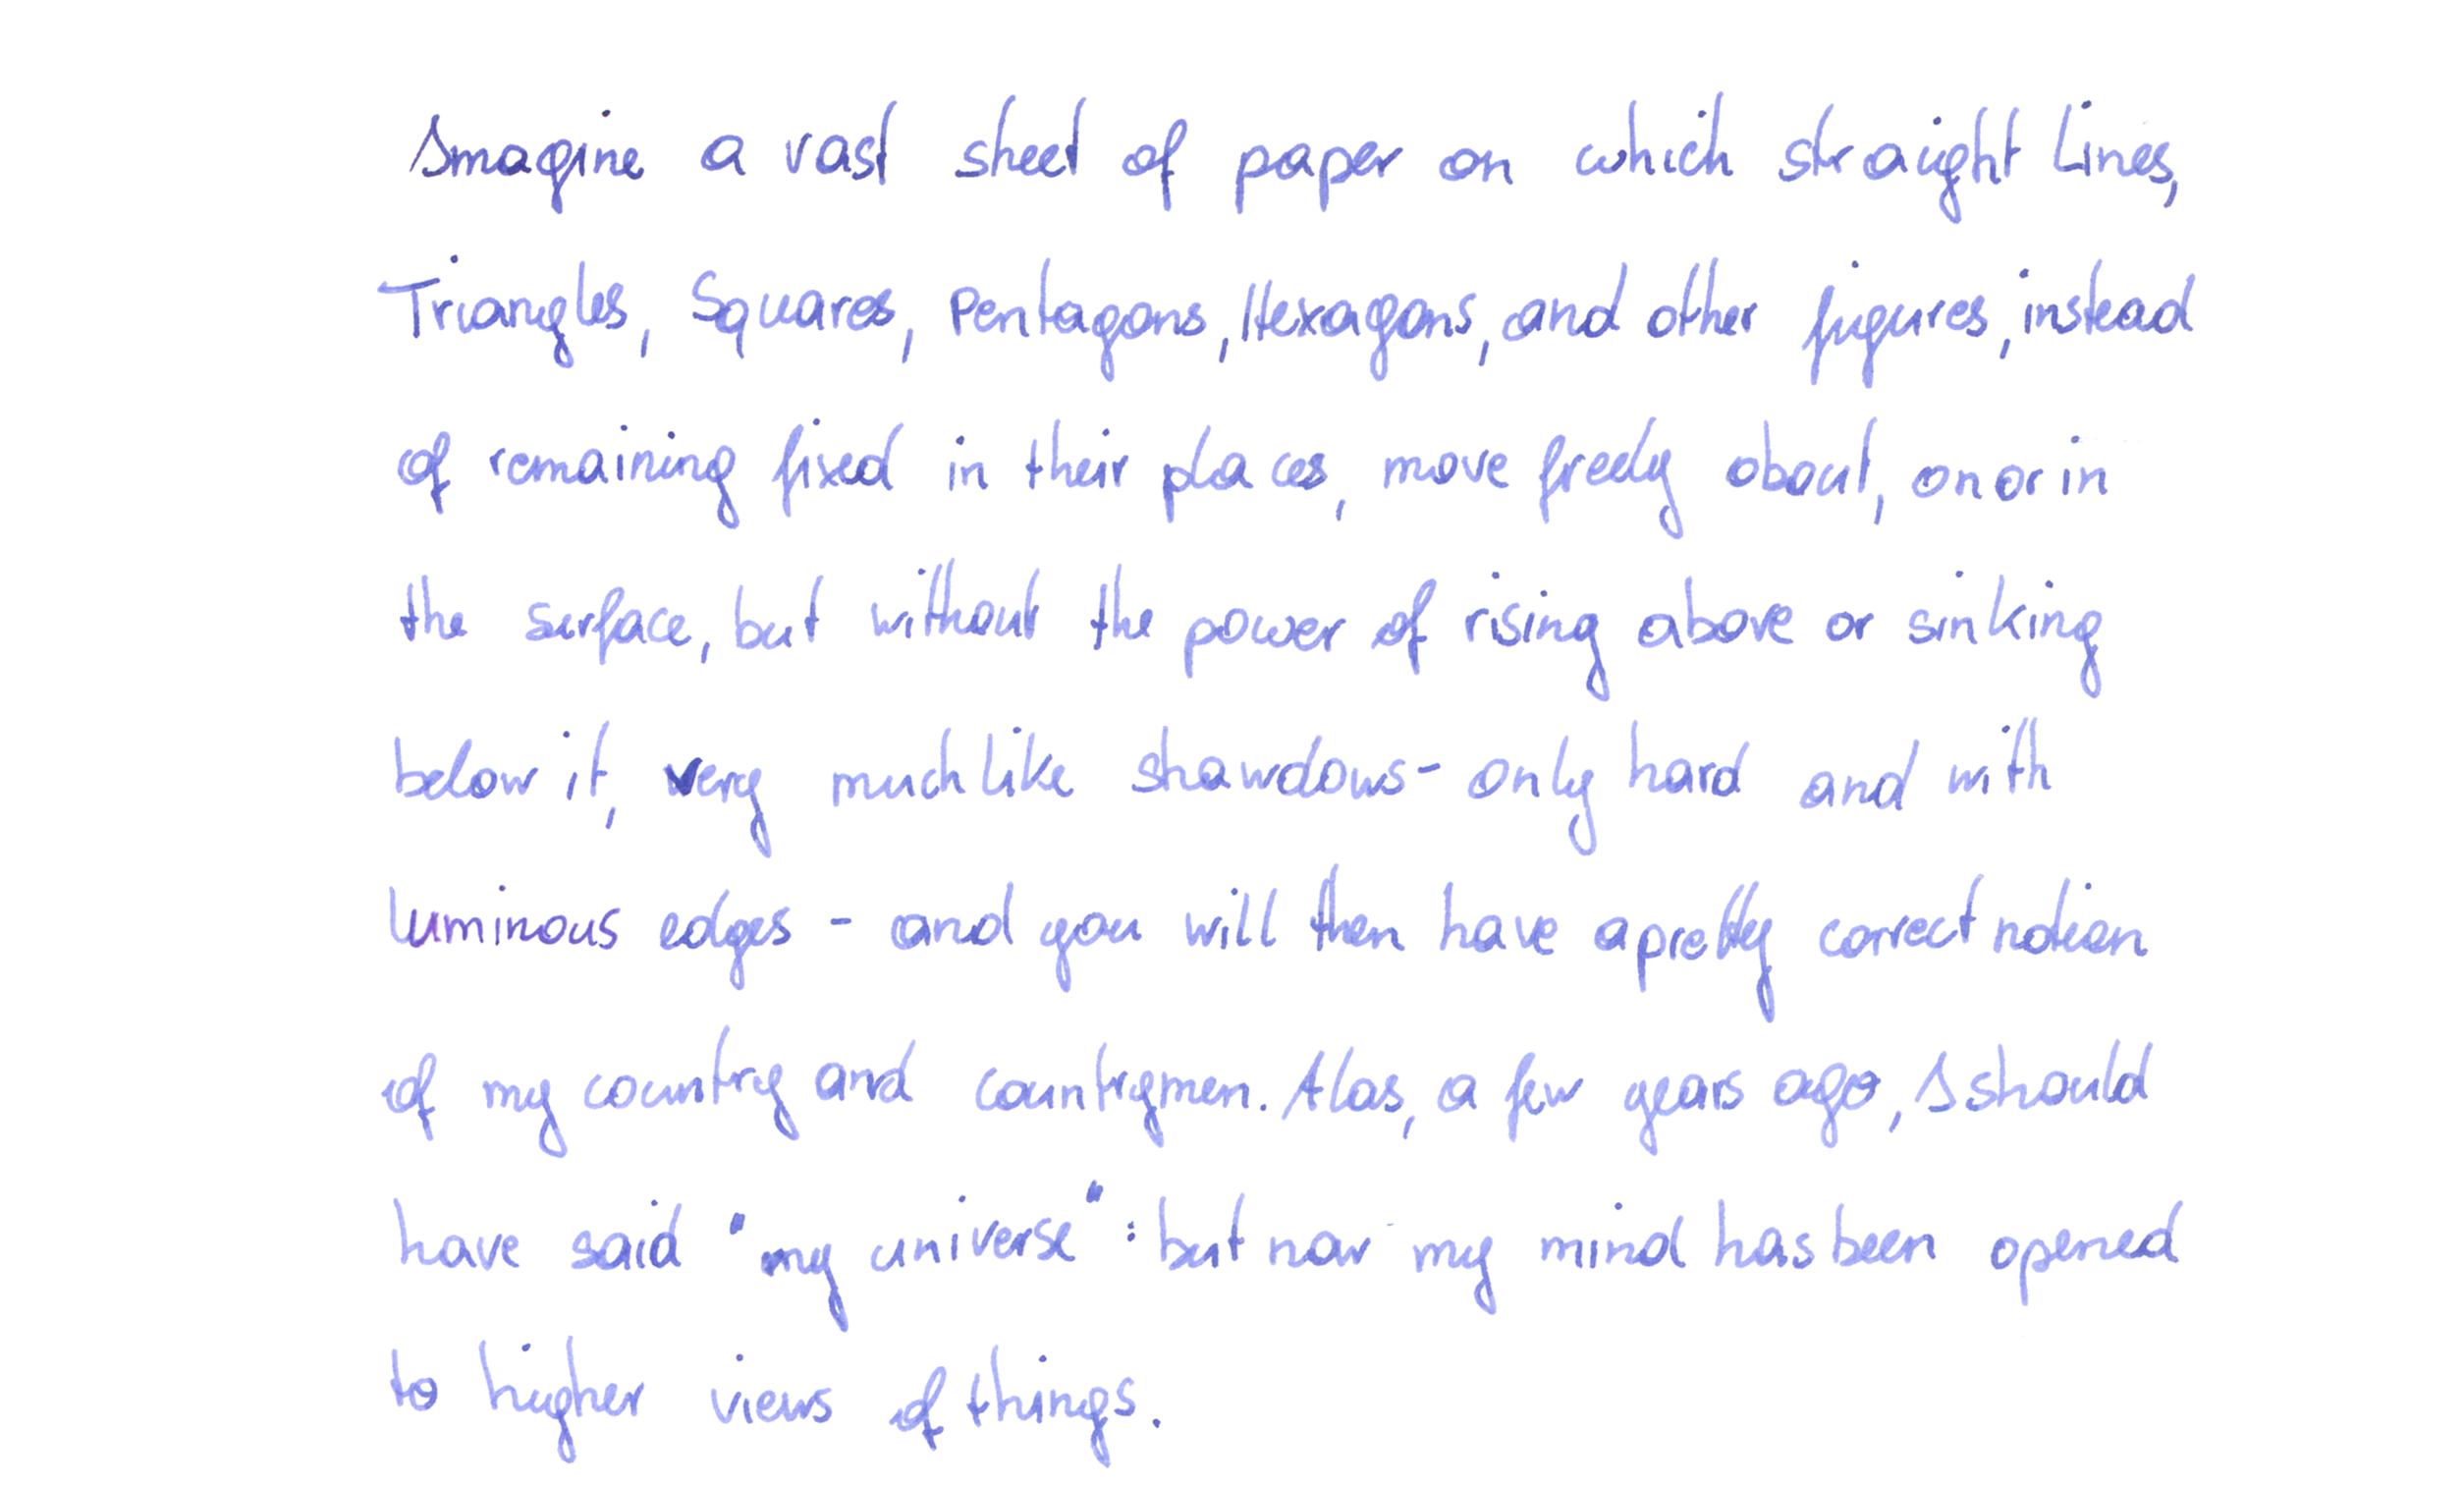 Imagine a vast sheet of paper on which straight Lines,
Triangles, Squares, Pentagons, Hexagons, and other figures, instead
of remaining fixed in their places, move freely about, on or in
the surface, but without the power of rising above or sinking
below it, very much like shawdows - only hard and with
luminous edges - and you will then have a pretty correct notion
of my country and countrymen. Alas, a few years ago, I should
have said "my universe": but now my mind has been opened
to higher views of things.